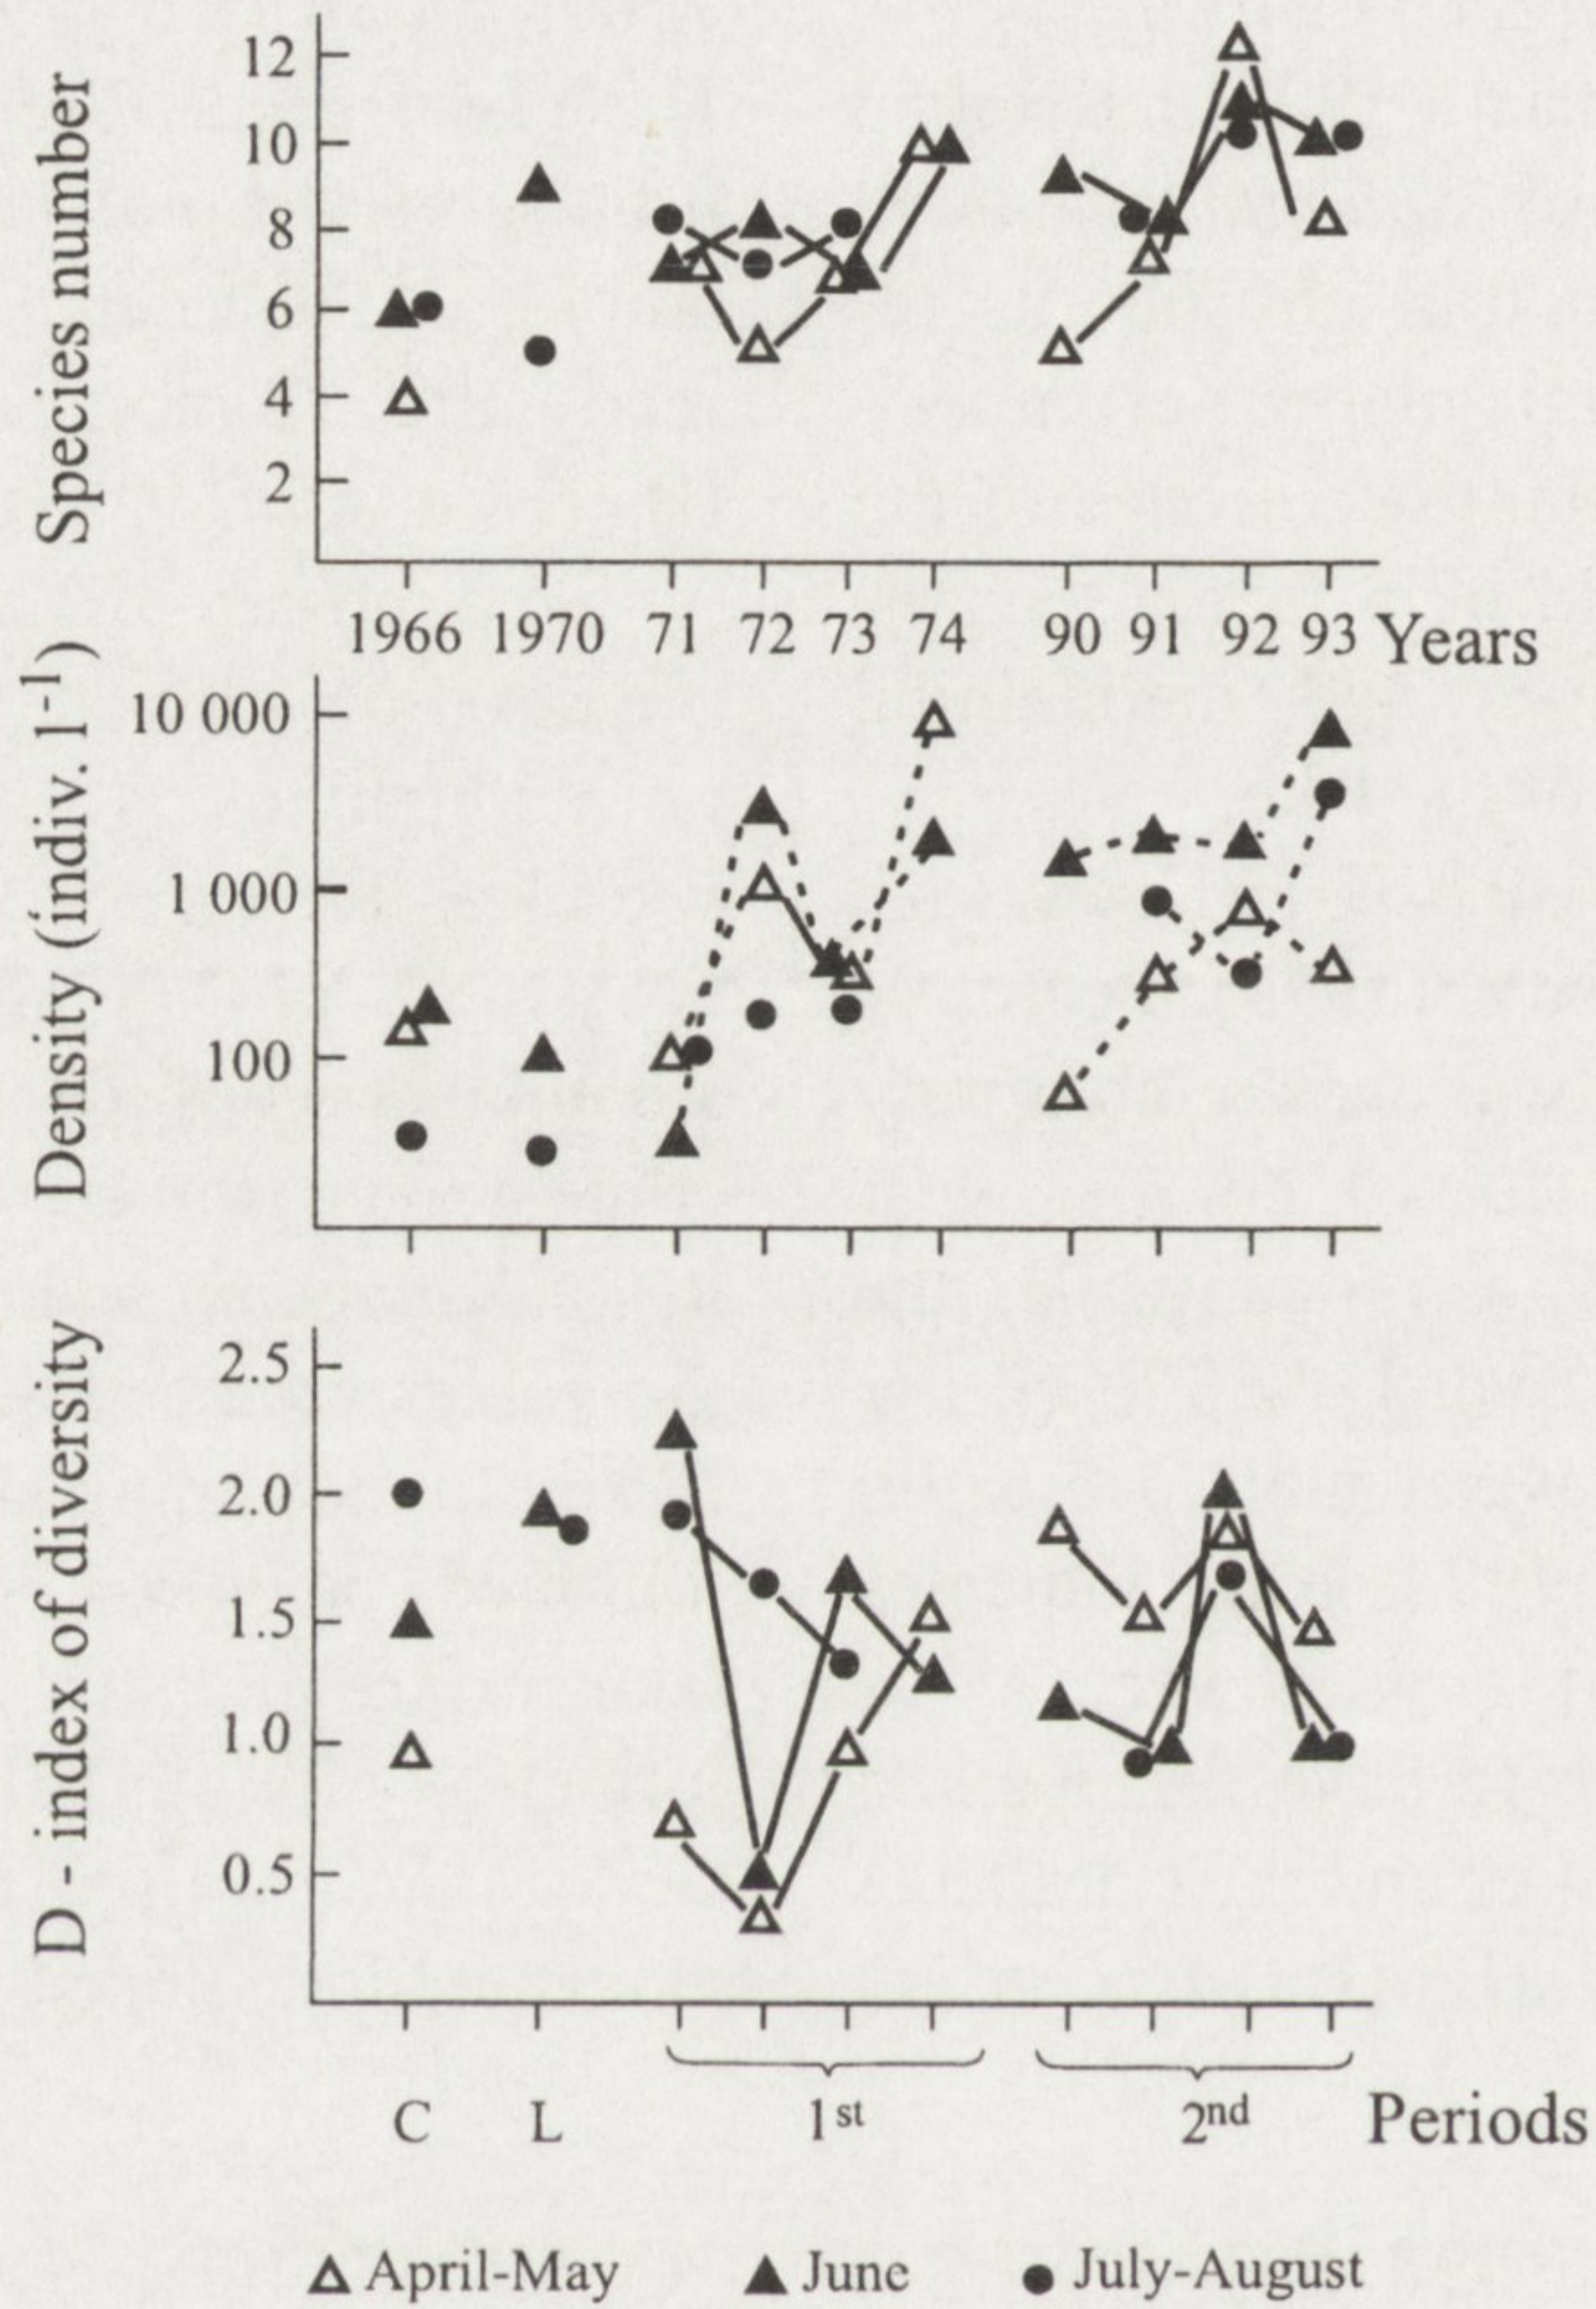 Species number
12
10
8
6
4
2
1966 1970 71 72 73 74 90 91 92 93 Years
Density (indiv. l⁻¹)
10 000
1 000
100
D - index of diversity
2.5
2.0
1.5
1.0
0.5
C L 1st 2nd Periods
April-May June July-August